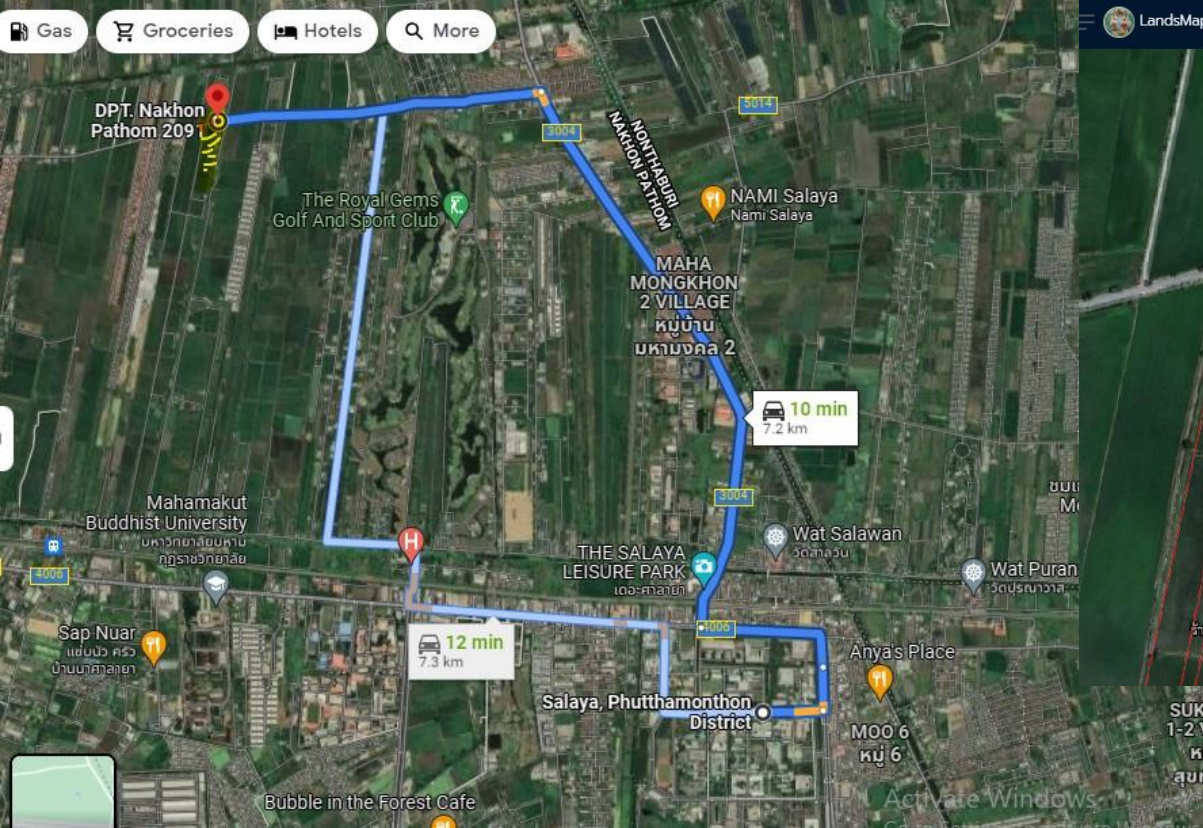 Gas
Groceries
Hotels
More
LandsMap
DPT. Nakhon
Pathom 2091
3004
5014
NONTHABURI
NAKHON PATHOM
The Royal Gems
Golf And Sport Club
NAMI Salaya
Nami Salaya
MAHA
MONGKHON
2 VILLAGE
หมู่บ้าน
มหามงคล 2
10 min
7.2 km
3004
Mahamakut
Buddhist University
มหาวิทยาลัยมหาม
กุฏราชวิทยาลัย
H
THE SALAYA
LEISURE PARK
เดอะศาลายา
Wat Salawan
วัดสาลวัน
Wat Puran
วัดปุรณาวาส
4006
4006
Sap Nuar
แซ่บนัว ครัว
บ้านนาศาลายา
12 min
7.3 km
Anya's Place
Salaya, Phutthamonthon
District
MOO 6
หมู่ 6
SUK
1-2
Bubble in the Forest Cafe
Activate Windows